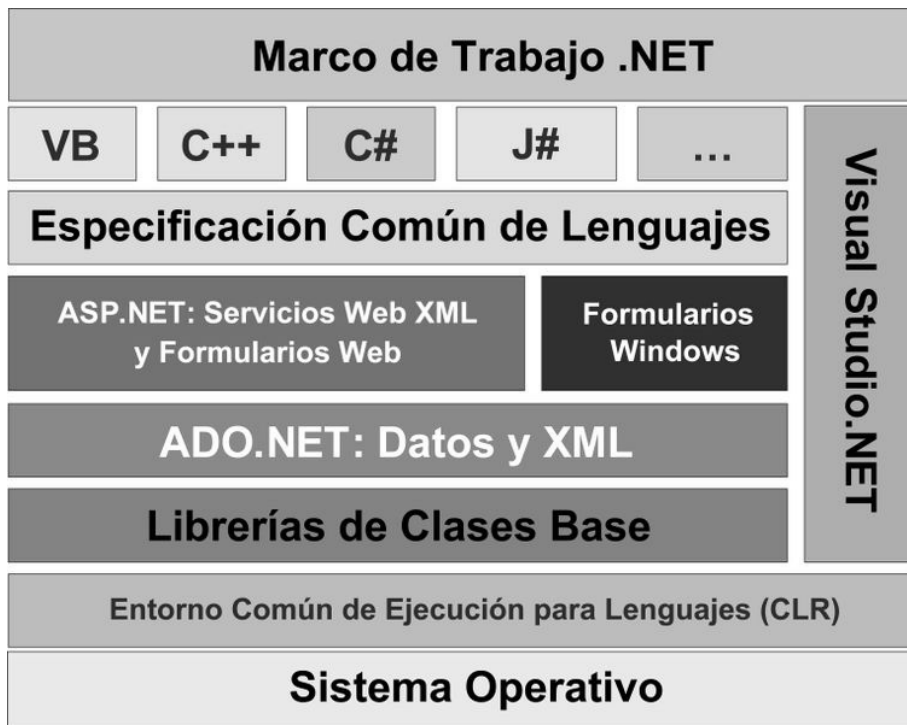 Marco de Trabajo .NET
VB
C++
C#
J#
...
Especificación Común de Lenguajes
ASP.NET: Servicios Web XML
y Formularios Web
Formularios
Windows
ADO.NET: Datos y XML
Librerías de Clases Base
Visual Studio.NET
Entorno Común de Ejecución para Lenguajes (CLR)
Sistema Operativo